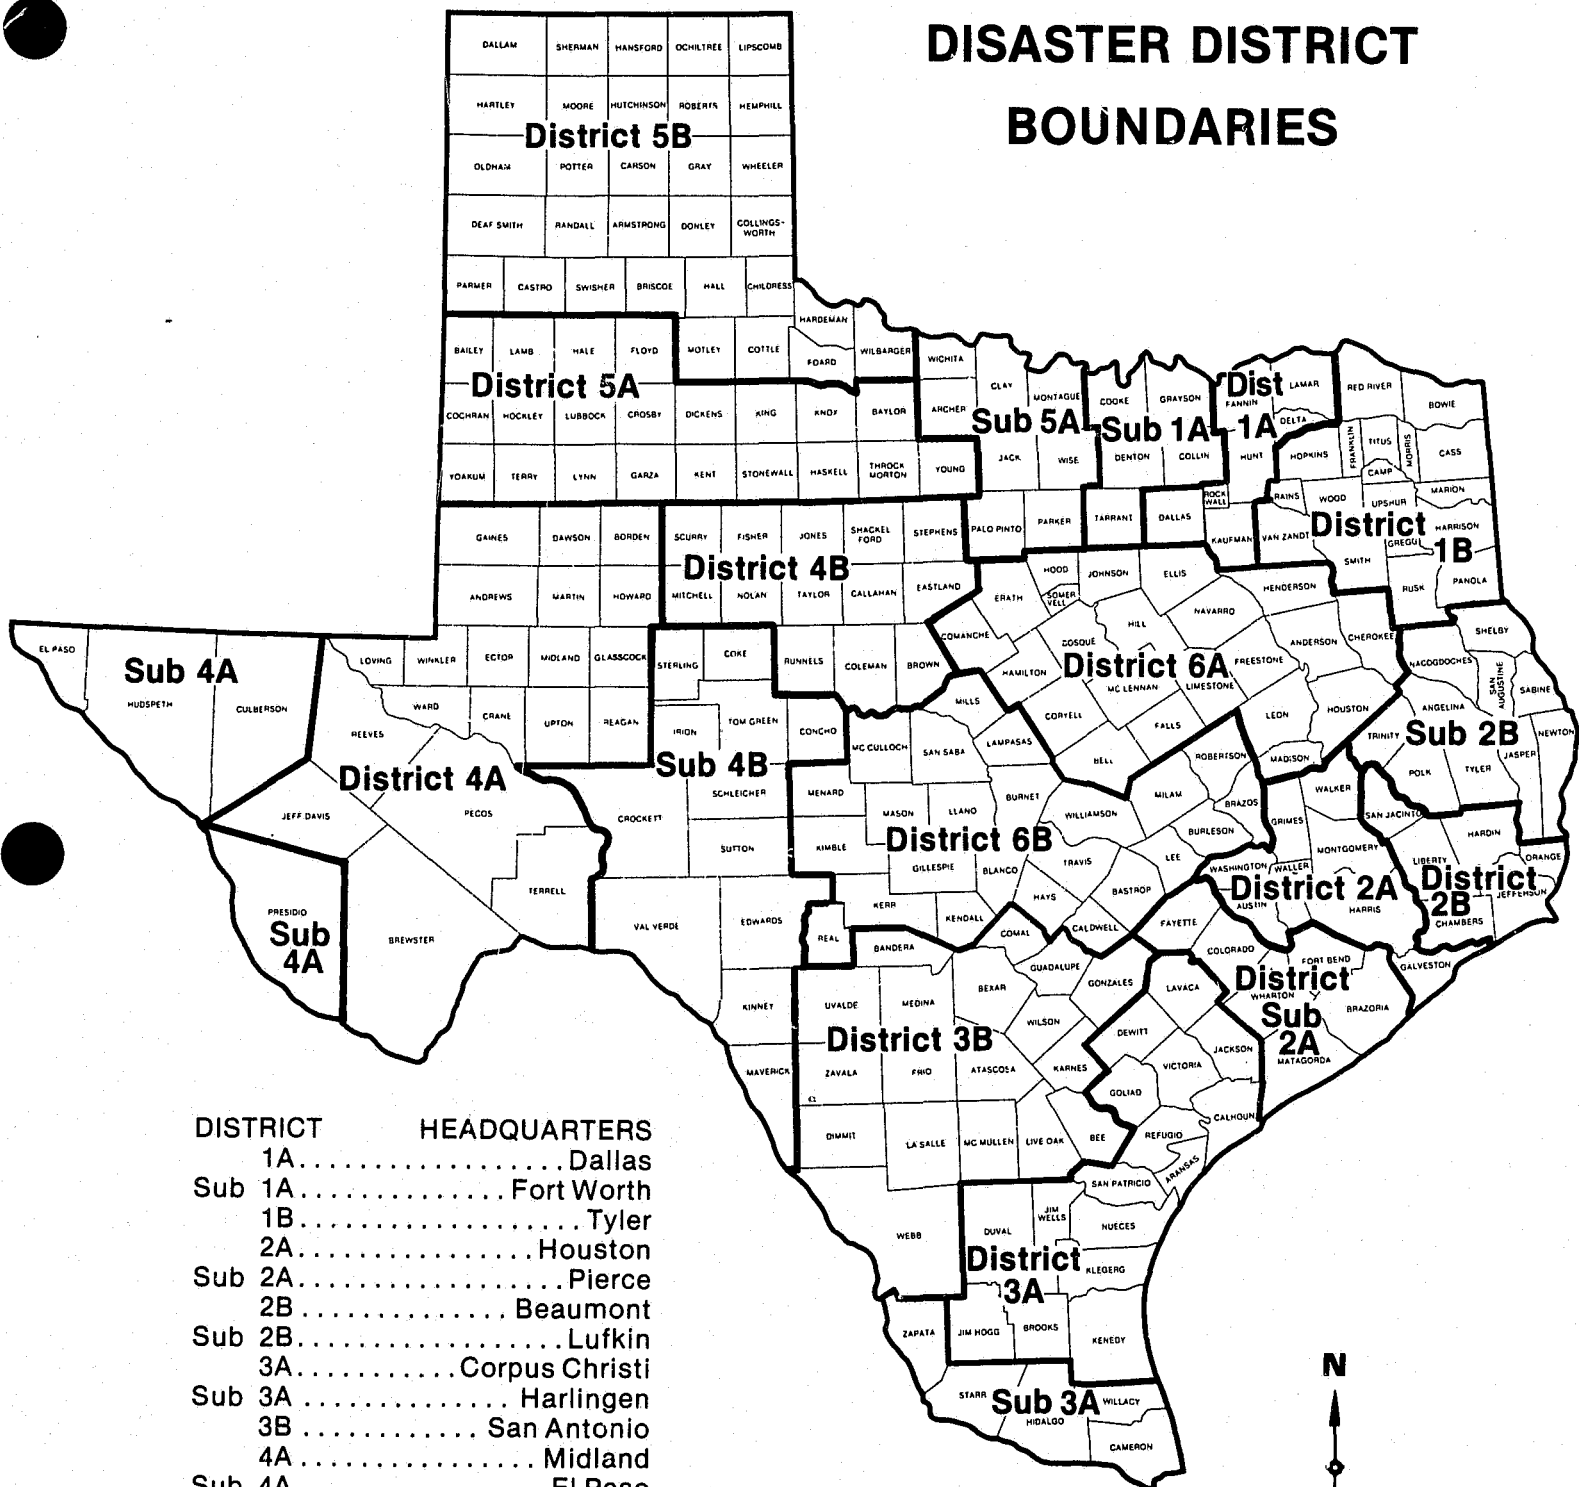 DISASTER DISTRICT
BOUNDARIES
DALLAM SHERMAN HANSFORD OCHILTREE LIPSCOMB
HARTLEY MOORE HUTCHINSON ROBERTS HEMPHILL
District 5B
OLDHAM POTTER CARSON GRAY WHEELER
DEAF SMITH RANDALL ARMSTRONG DONLEY COLLINGS-
WORTH
PARMER CASTRO SWISHER BRISCOE HALL CHILDRESS
HARDEMAN
BAILEY LAMB HALE FLOYD MOTLEY COTTLE FOARD WILBARGER WICHITA
District 5A
CLAY MONTAGUE COOKE GRAYSON
Dist
1A
FANNIN LAMAR DELTA RED RIVER BOWIE
COCHRAN HOCKLEY LUBBOCK CROSBY DICKENS KING KNOX BAYLOR ARCHER
Sub 5A
Sub 1A
JACK WISE DENTON COLLIN HUNT HOPKINS FRANKLIN TITUS CAMP MORRIS CASS
YOAKUM TERRY LYNN GARZA KENT STONEWALL HASKELL THROCK
MORTON YOUNG
PALO PINTO PARKER TARRANT DALLAS ROCK
WALL KAUFMAN RAINS VAN ZANDT WOOD UPSHUR MARION
District
1B
HARRISON GREGG SMITH RUSK PANOLA
GAINES DAWSON BORDEN SCURRY FISHER JONES SHACKEL
FORD STEPHENS
District 4B
ANDREWS MARTIN HOWARD MITCHELL NOLAN TAYLOR CALLAHAN EASTLAND
ERATH HOOD SOMER
VELL JOHNSON ELLIS HENDERSON
COMANCHE BOSQUE HILL NAVARRO ANDERSON CHEROKEE
District 6A
HAMILTON MC LENNAN LIMESTONE FREESTONE
CORYELL BELL FALLS LEON HOUSTON MADISON
EL PASO HUDSPETH CULBERSON
Sub 4A
LOVING WINKLER ECTOR MIDLAND GLASSCOCK STERLING COKE RUNNELS COLEMAN BROWN
REEVES WARD CRANE UPTON REAGAN IRION TOM GREEN CONCHO
District 4A
JEFF DAVIS PECOS TERRELL BREWSTER
PRESIDIO
Sub
4A
Sub 4B
CROCKETT SCHLEICHER SUTTON VAL VERDE EDWARDS KINNEY MAVERICK
MC CULLOCH SAN SABA MILLS LAMPASAS
MENARD MASON LLANO BURNET WILLIAMSON MILAM ROBERTSON BRAZOS
District 6B
KIMBLE GILLESPIE BLANCO TRAVIS LEE BURLESON
KERR KENDALL HAYS BASTROP CALDWELL FAYETTE REAL
SHELBY NACOGDOCHES SAN
AUGUSTINE SABINE
Sub 2B
ANGELINA TRINITY POLK TYLER JASPER NEWTON
WALKER GRIMES SAN JACINTO MONTGOMERY WASHINGTON WALLER
District 2A
AUSTIN HARRIS
HARDIN LIBERTY ORANGE JEFFERSON CHAMBERS
District
2B
COLORADO FORT BEND GALVESTON
District
Sub
2A
WHARTON BRAZORIA MATAGORDA
BANDERA COMAL GUADALUPE GONZALES LAVACA
UVALDE MEDINA BEXAR WILSON DEWITT
District 3B
ZAVALA FRIO ATASCOSA KARNES GOLIAD VICTORIA JACKSON CALHOUN
DIMMIT LA SALLE MC MULLEN LIVE OAK BEE REFUGIO ARANSAS
WEBB DUVAL JIM
WELLS SAN PATRICIO NUECES
District
3A
KLEBERG
ZAPATA JIM HOGG BROOKS KENEDY
STARR HIDALGO WILLACY CAMERON
Sub 3A
DISTRICT HEADQUARTERS
1A..................Dallas
Sub 1A..............Fort Worth
1B...................Tyler
2A................Houston
Sub 2A..................Pierce
2B..............Beaumont
Sub 2B..................Lufkin
3A...........Corpus Christi
Sub 3A..............Harlingen
3B............San Antonio
4A................Midland
Sub 4A El Paso
N